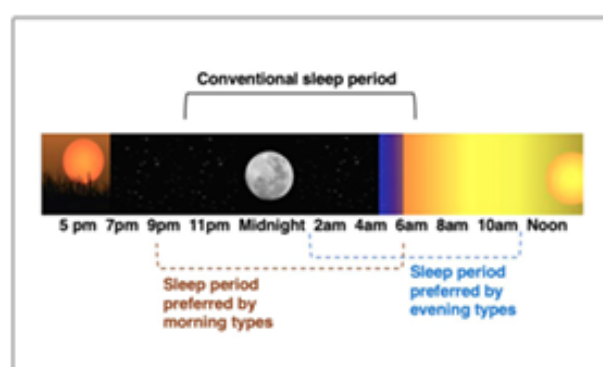 Conventional sleep period
5 pm 7pm 9pm 11pm Midnight 2am 4am 6am 8am 10am Noon
Sleep period
preferred by
morning types
Sleep period
preferred by
evening types